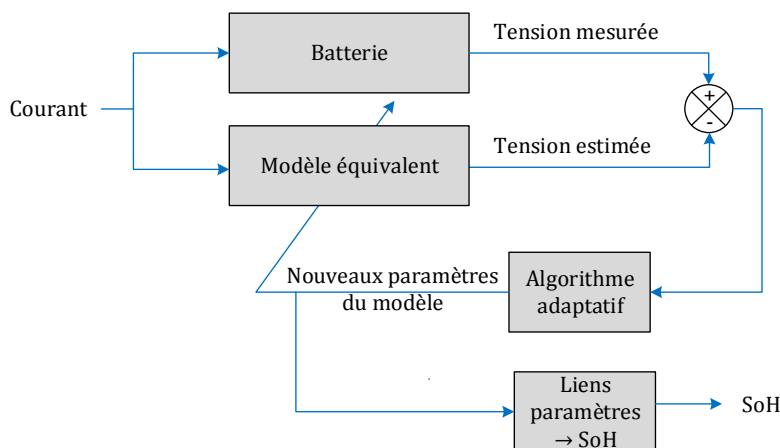 Batterie
Tension mesurée
+
Courant
-
Modèle équivalent
Tension estimée
Nouveaux paramètres
du modèle
Algorithme
adaptatif
Liens
paramètres
→ SoH
SoH